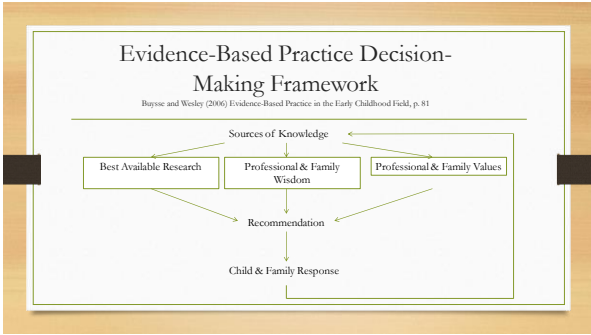 Evidence-Based Practice Decision-
Making Framework
Buysse and Wesley (2006) Evidence-Based Practice in the Early Childhood Field, p. 81
Sources of Knowledge
Best Available Research
Professional & Family
Wisdom
Professional & Family Values
Recommendation
Child & Family Response